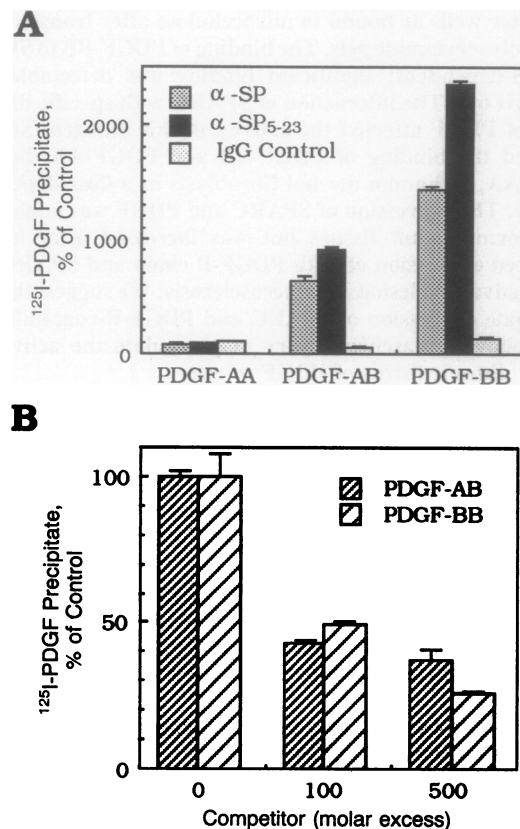 A
α-SP
α-SP5-23
IgG Control
2000
1000
0
125I-PDGF Precipitate,
% of Control
PDGF-AA PDGF-AB PDGF-BB
B
PDGF-AB
PDGF-BB
100
50
0
125I-PDGF Precipitate,
% of Control
0 100 500
Competitor (molar excess)